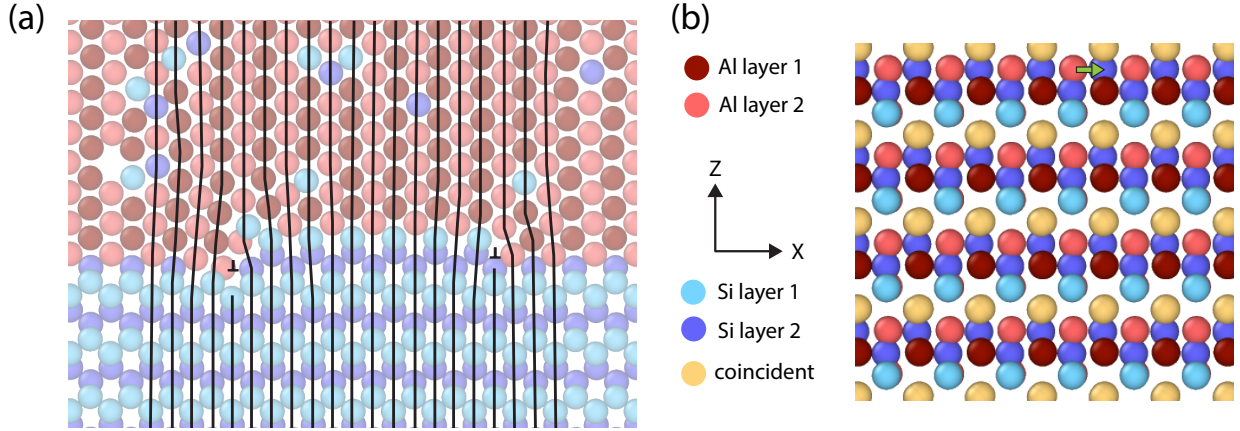 (a)
(b)
Al layer 1
Al layer 2
Z
X
Si layer 1
Si layer 2
coincident